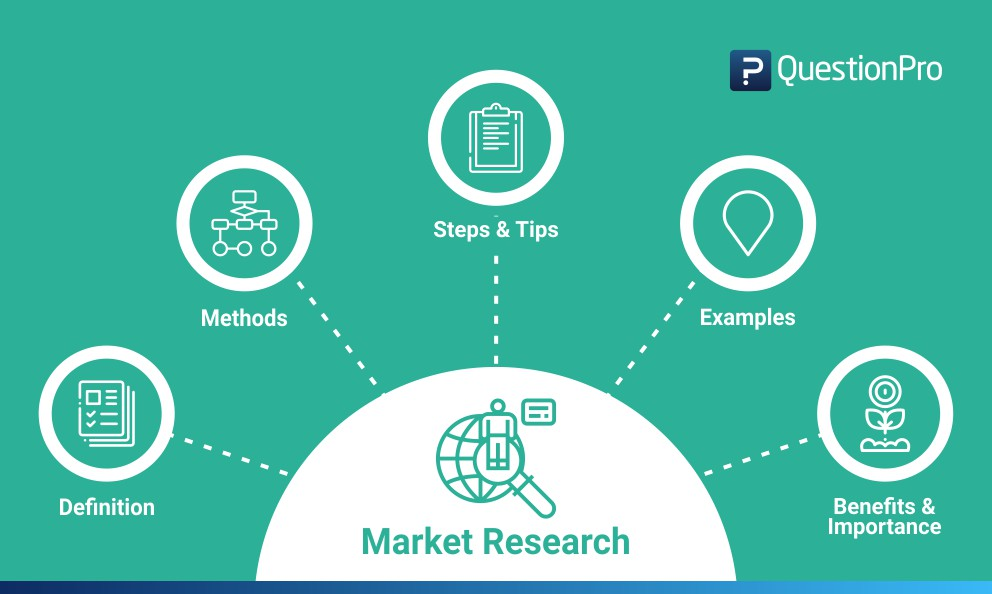 QuestionPro
Steps & Tips
Methods
Examples
Definition
Benefits &
Importance
Market Research